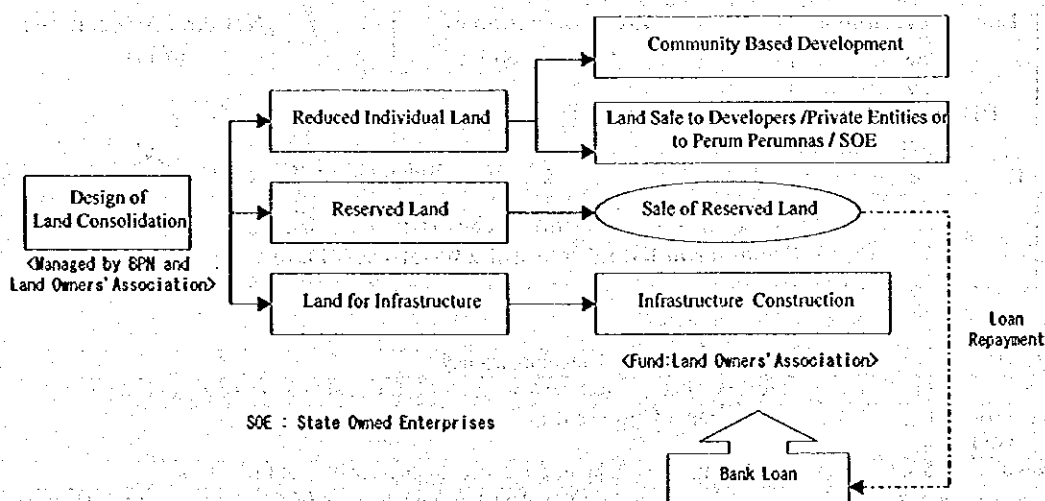 Community Based Development
Reduced Individual Land
Land Sale to Developers /Private Entities or
to Perum Perumnas / SOE
Design of
Land Consolidation
<Managed by BPN and
Land Owners' Association>
Reserved Land
Sale of Reserved Land
Land for Infrastructure
Infrastructure Construction
<Fund:Land Owners' Association>
Loan
Repayment
SOE : State Owned Enterprises
Bank Loan